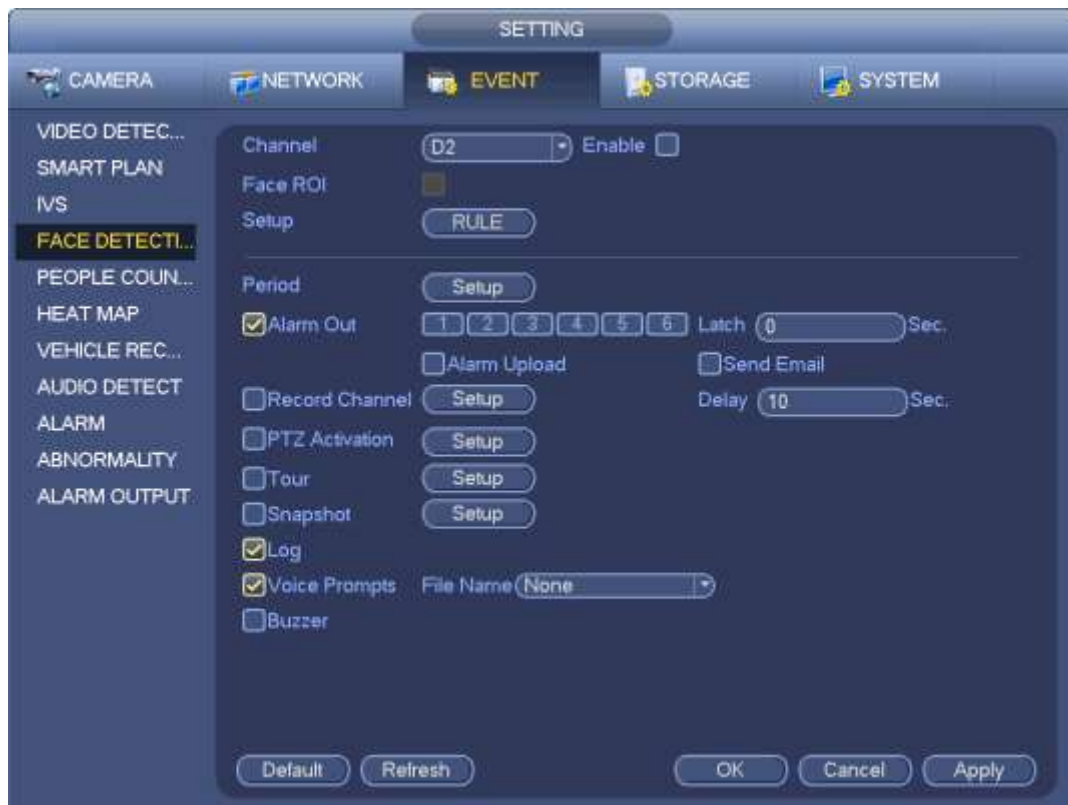 SETTING
CAMERA NETWORK EVENT STORAGE SYSTEM
VIDEO DETEC...
SMART PLAN
IVS
FACE DETECTI...
PEOPLE COUN...
HEAT MAP
VEHICLE REC...
AUDIO DETECT
ALARM
ABNORMALITY
ALARM OUTPUT
Channel D2 Enable
Face ROI
Setup RULE
Period Setup
Alarm Out 1 2 3 4 5 6 Latch 0 Sec.
Alarm Upload Send Email
Record Channel Setup Delay 10 Sec.
PTZ Activation Setup
Tour Setup
Snapshot Setup
Log
Voice Prompts File Name None
Buzzer
Default Refresh OK Cancel Apply